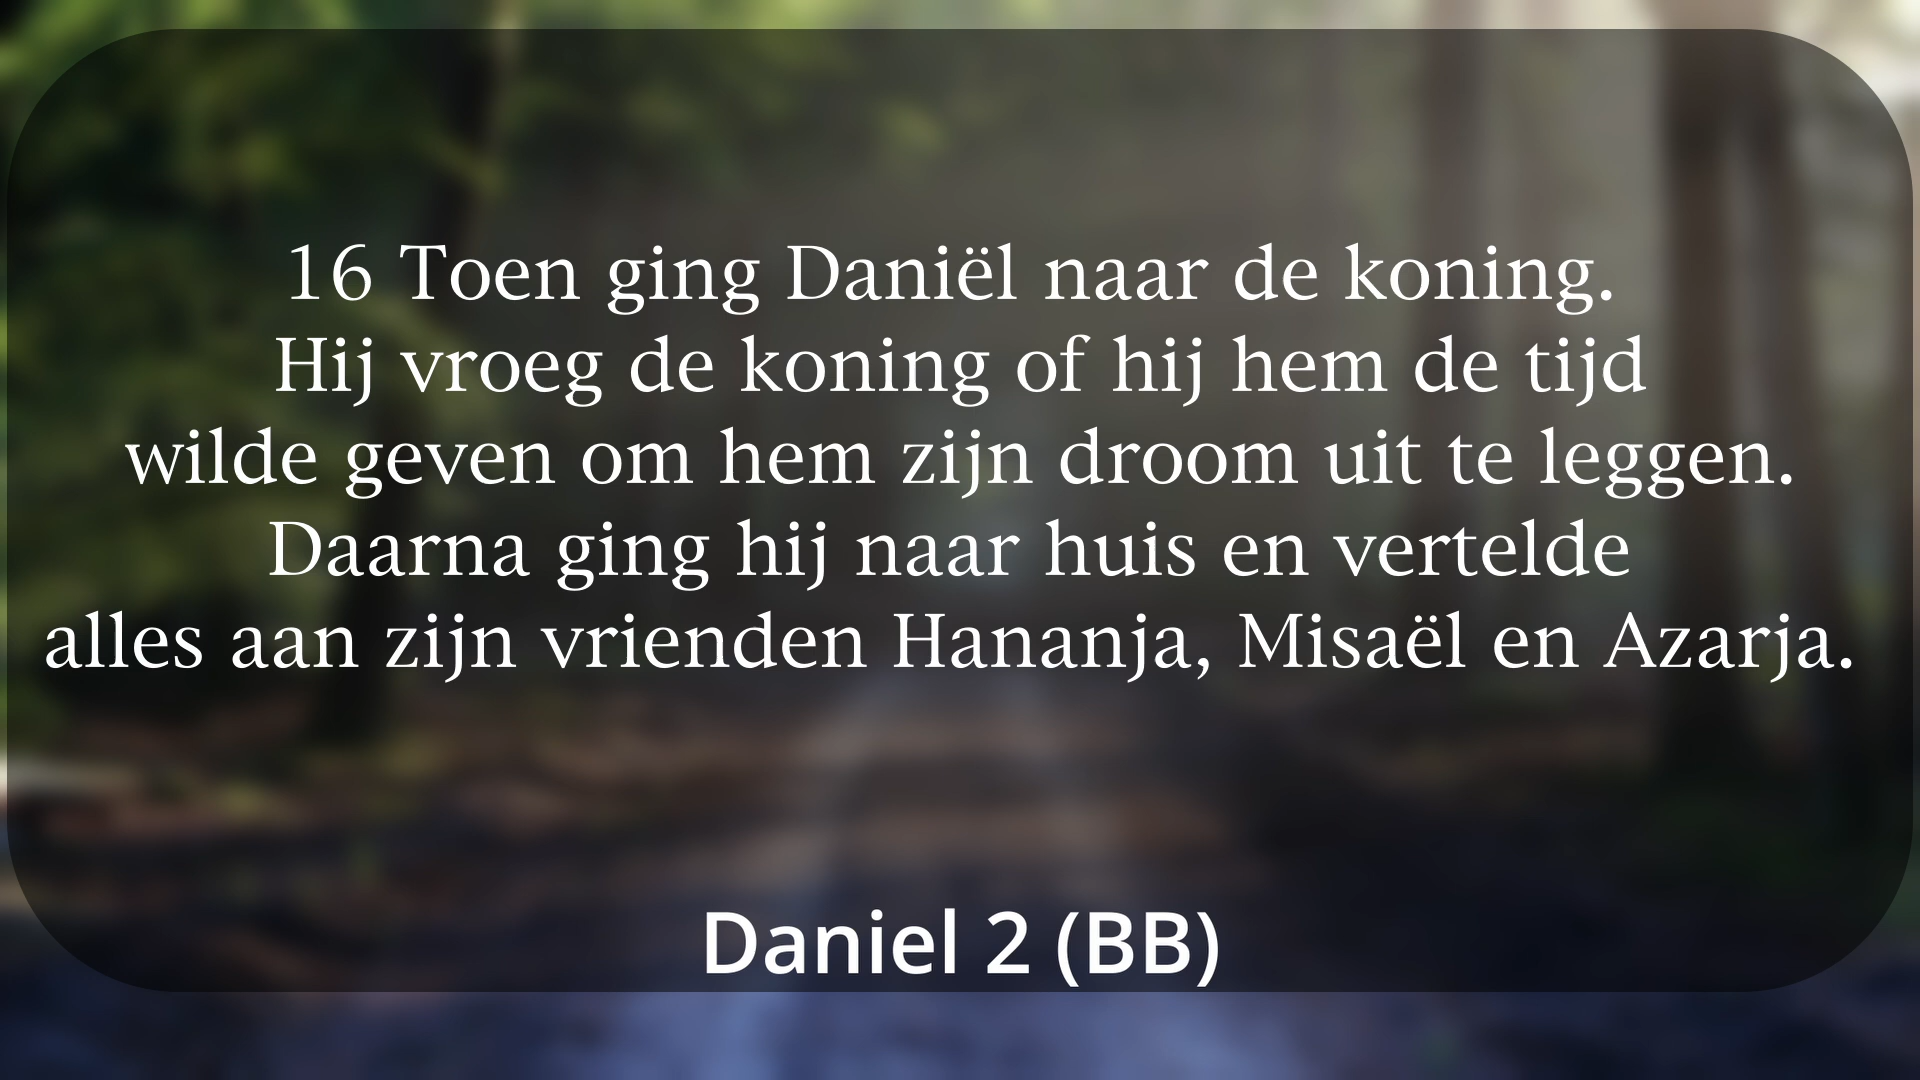 16 Toen ging Daniël naar de koning.
Hij vroeg de koning of hij hem de tijd
wilde geven om hem zijn droom uit te leggen.
Daarna ging hij naar huis en vertelde
alles aan zijn vrienden Hananja, Misaël en Azarja.
Daniel 2 (BB)